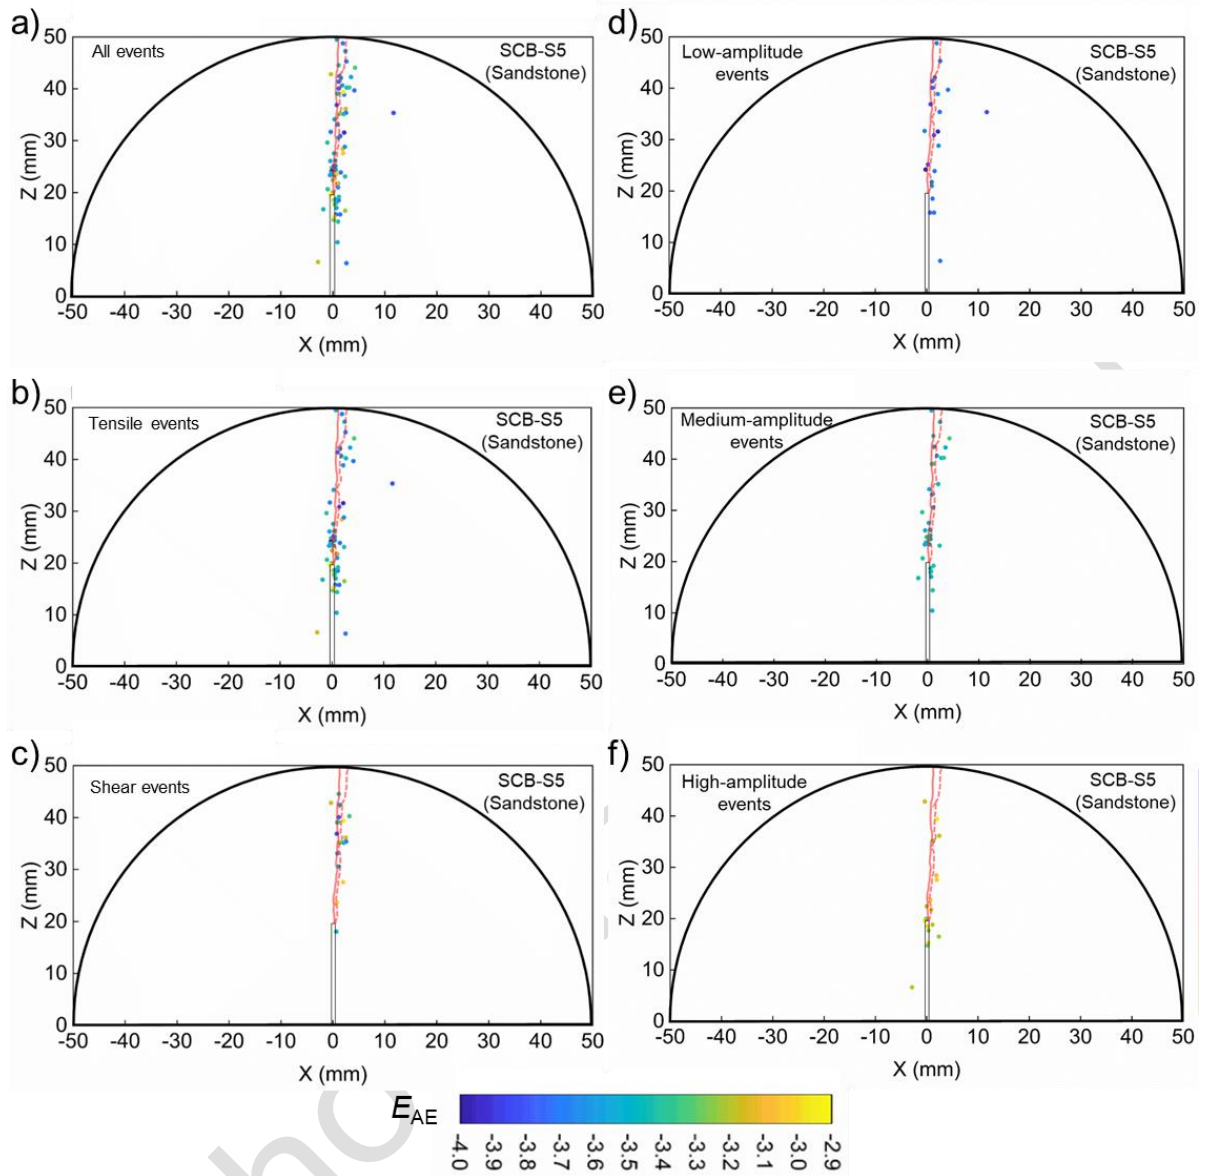 a)
All events
SCB-S5
(Sandstone)
50
40
30
20
10
0
Z (mm)
-50 -40 -30 -20 -10 0 10 20 30 40 50
X (mm)
d)
Low-amplitude
events
SCB-S5
(Sandstone)
50
40
30
20
10
0
Z (mm)
-50 -40 -30 -20 -10 0 10 20 30 40 50
X (mm)
b)
Tensile events
SCB-S5
(Sandstone)
50
40
30
20
10
0
Z (mm)
-50 -40 -30 -20 -10 0 10 20 30 40 50
X (mm)
e)
Medium-amplitude
events
SCB-S5
(Sandstone)
50
40
30
20
10
0
Z (mm)
-50 -40 -30 -20 -10 0 10 20 30 40 50
X (mm)
c)
Shear events
SCB-S5
(Sandstone)
50
40
30
20
10
0
Z (mm)
-50 -40 -30 -20 -10 0 10 20 30 40 50
X (mm)
f)
High-amplitude
events
SCB-S5
(Sandstone)
50
40
30
20
10
0
Z (mm)
-50 -40 -30 -20 -10 0 10 20 30 40 50
X (mm)
EAE
-4.0 -3.9 -3.8 -3.7 -3.6 -3.5 -3.4 -3.3 -3.2 -3.1 -3.0 -2.9